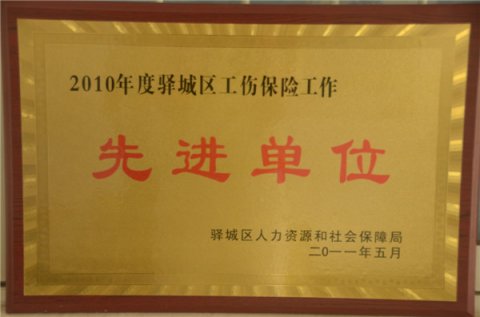 2010年度驿城区工伤保险工作
先进单位
驿城区人力资源和社会保障局
二0一一年五月